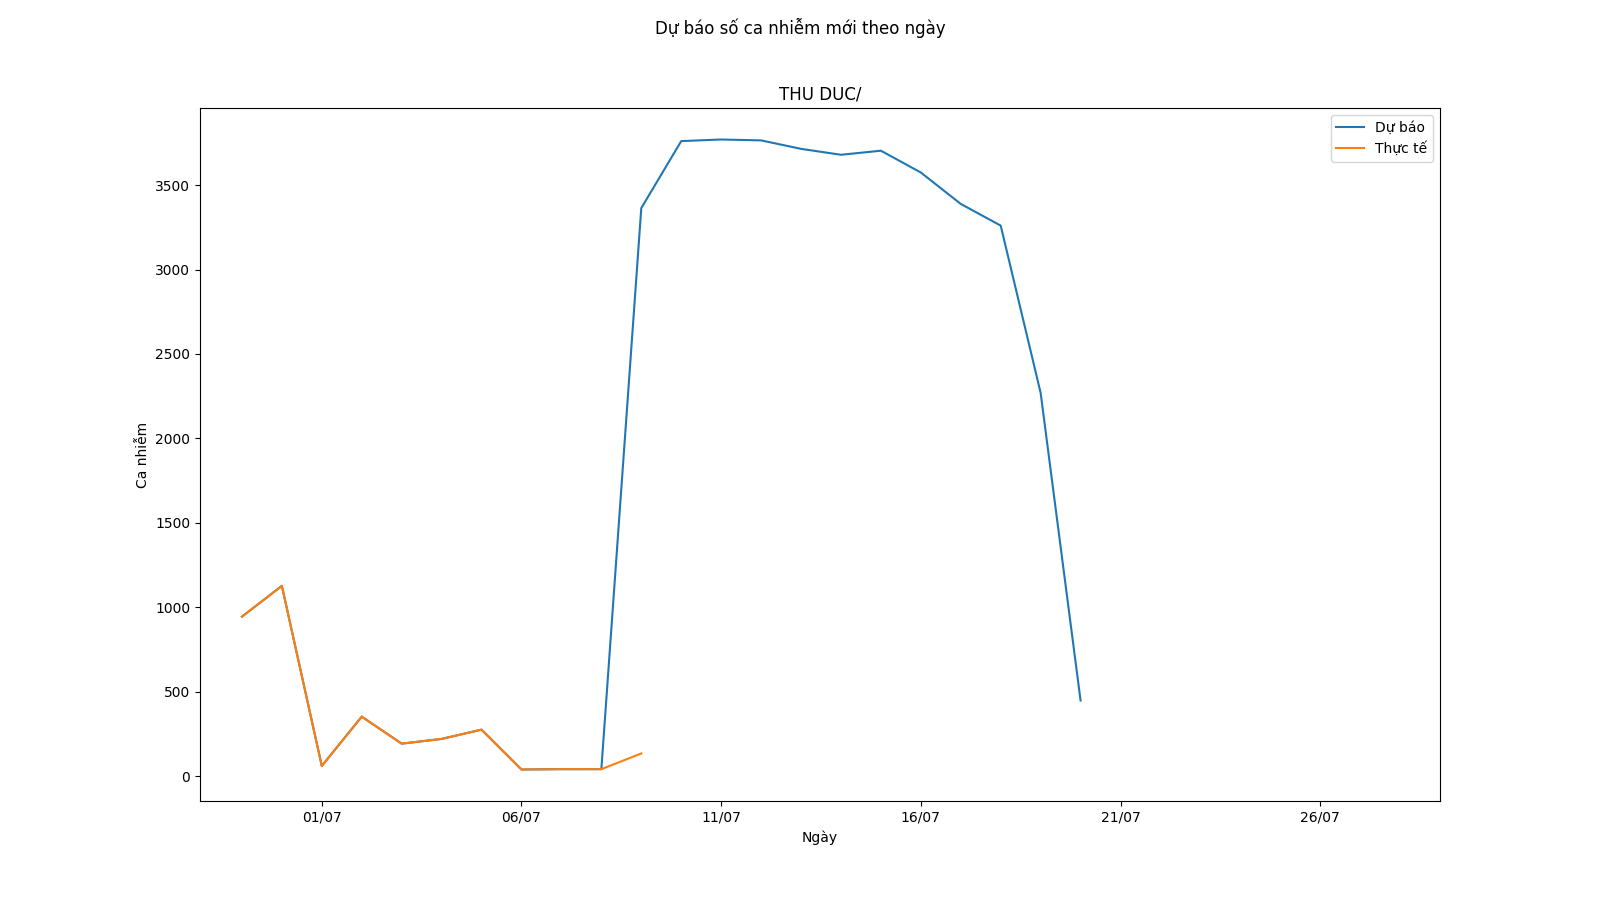 Dự báo số ca nhiễm mới theo ngày
THU DUC/
Dự báo
Thực tế
3500
3000
2500
2000
1500
1000
500
0
Ca nhiễm
01/07
06/07
11/07
16/07
21/07
26/07
Ngày